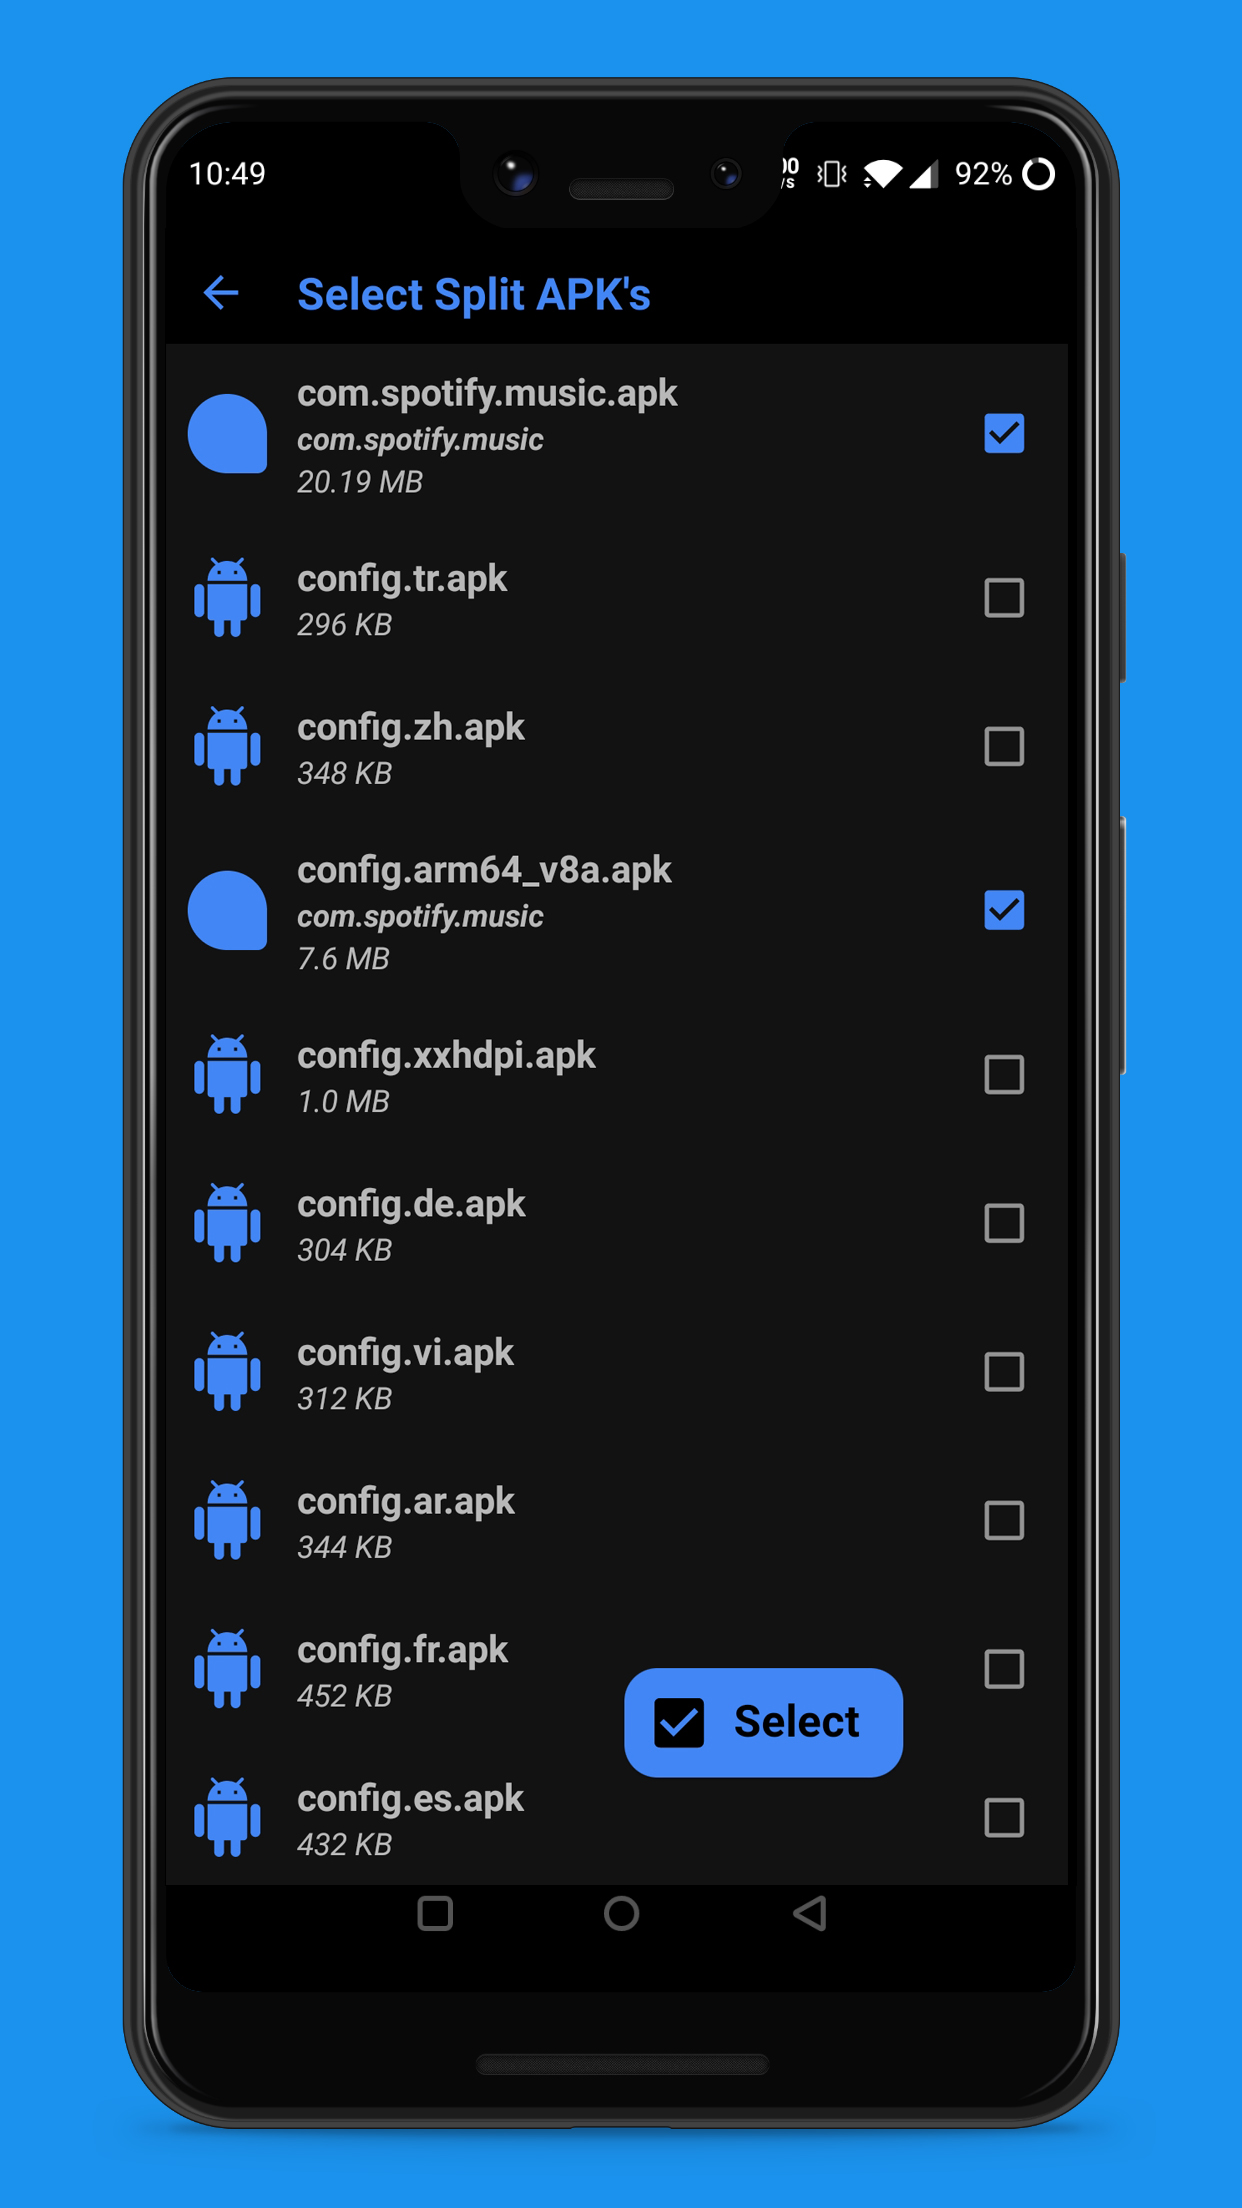 10:49
92%
Select Split APK's
com.spotify.music.apk
com.spotify.music
20.19 MB
config.tr.apk
296 KB
config.zh.apk
348 KB
config.arm64_v8a.apk
com.spotify.music
7.6 MB
config.xxhdpi.apk
1.0 MB
config.de.apk
304 KB
config.vi.apk
312 KB
config.ar.apk
344 KB
config.fr.apk
452 KB
Select
config.es.apk
432 KB